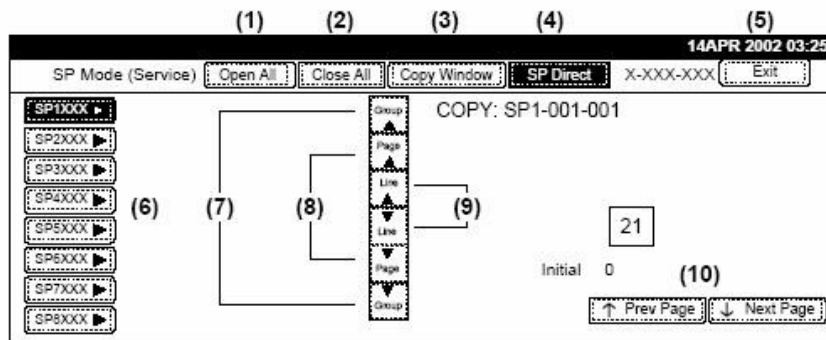 (1) (2) (3) (4) (5)
14APR 2002 03:25
SP Mode (Service) Open All Close All Copy Window SP Direct X-XXX-XXX Exit
SP1XXX
SP2XXX
SP3XXX
SP4XXX
SP5XXX
SP6XXX
SP7XXX
SP8XXX
(6)
(7)
(8)
Group
Page
Line
Line
Page
Group
(9)
COPY: SP1-001-001
21
Initial 0
(10)
↑ Prev Page ↓ Next Page